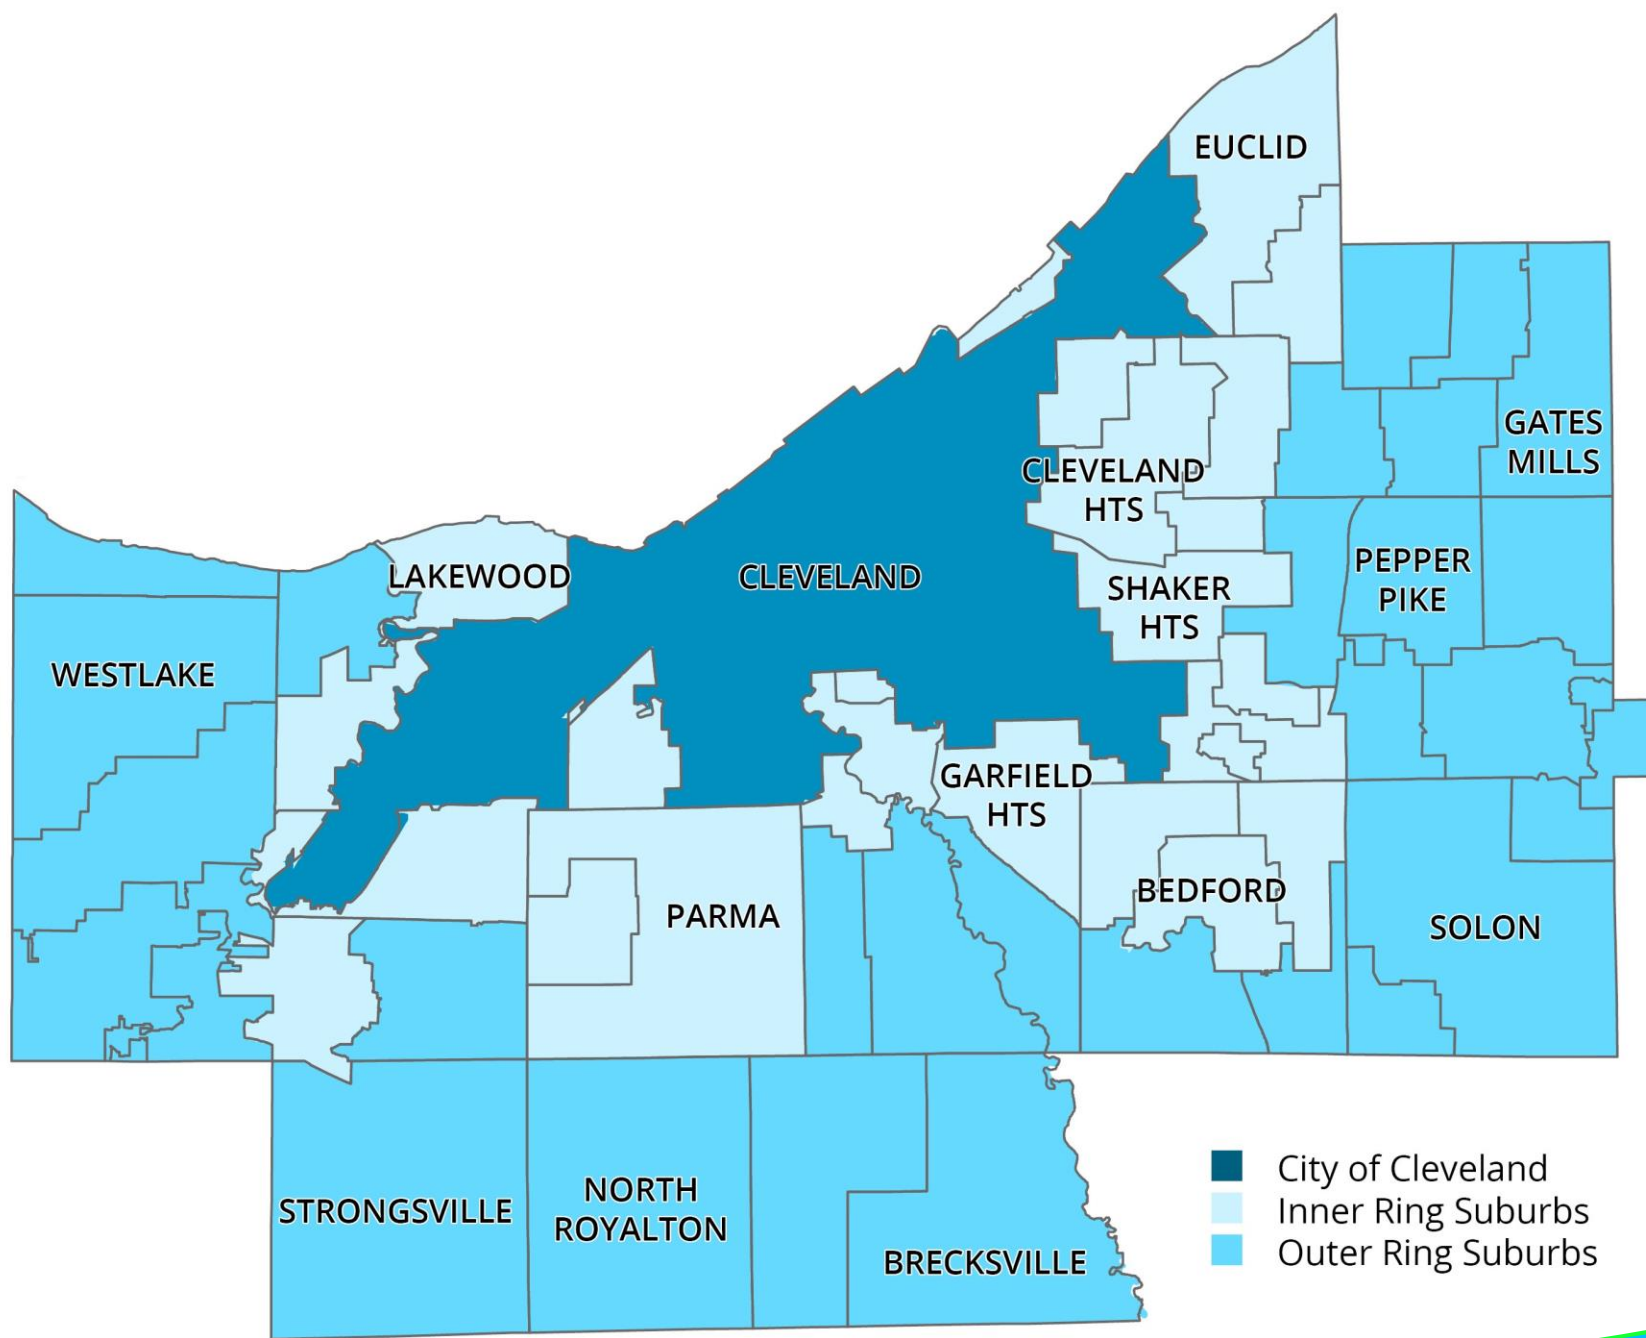 EUCLID
GATES
MILLS
CLEVELAND
HTS
LAKEWOOD
CLEVELAND
PEPPER
PIKE
SHAKER
HTS
WESTLAKE
GARFIELD
HTS
BEDFORD
PARMA
SOLON
STRONGSVILLE
NORTH
ROYALTON
BRECKSVILLE
City of Cleveland
Inner Ring Suburbs
Outer Ring Suburbs